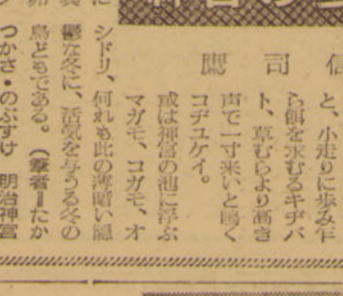 鷹司信
と、小走りに歩み乍
ら餌を求むるキヂバ
ト、草むらより高き
声で一寸来いと鳴く
コヂユケイ。
或は神宮の池に浮ぶ
マガモ、コガモ、オ
シドリ、何れも此の薄暗い隠
鬱な冬に、活気を与うる冬の
鳥どもである。（筆者＝たか
つかさ・のぶすけ　明治神宮